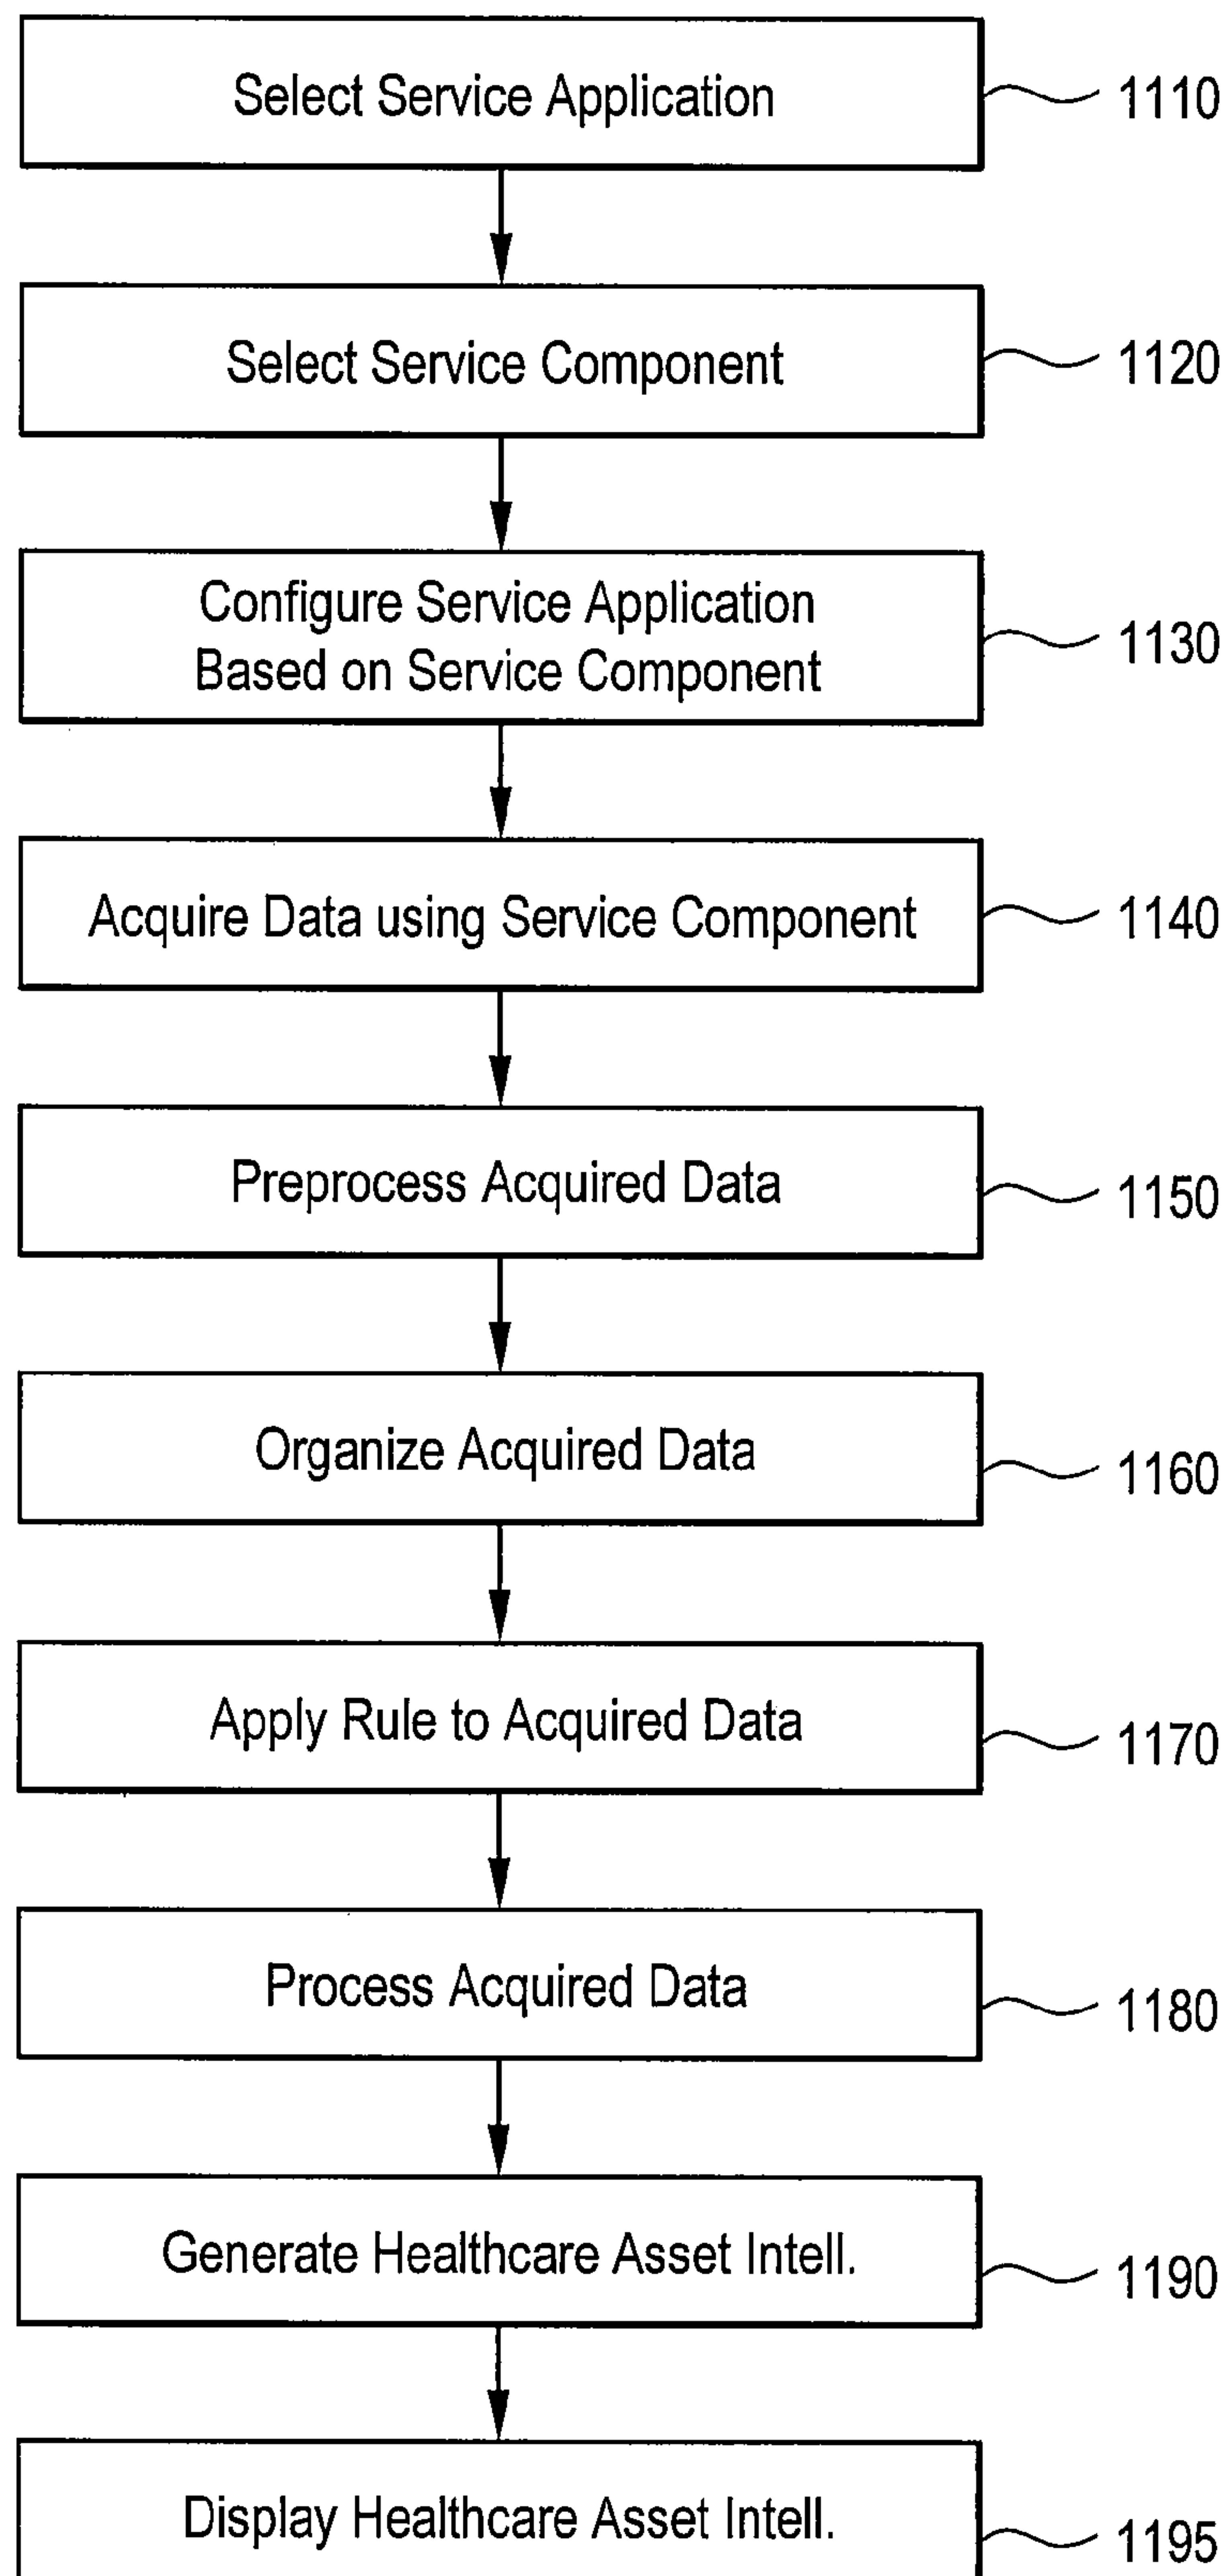 Select Service Application
1110
Select Service Component
1120
Configure Service Application
Based on Service Component
1130
Acquire Data using Service Component
1140
Preprocess Acquired Data
1150
Organize Acquired Data
1160
Apply Rule to Acquired Data
1170
Process Acquired Data
1180
Generate Healthcare Asset Intell.
1190
Display Healthcare Asset Intell.
1195